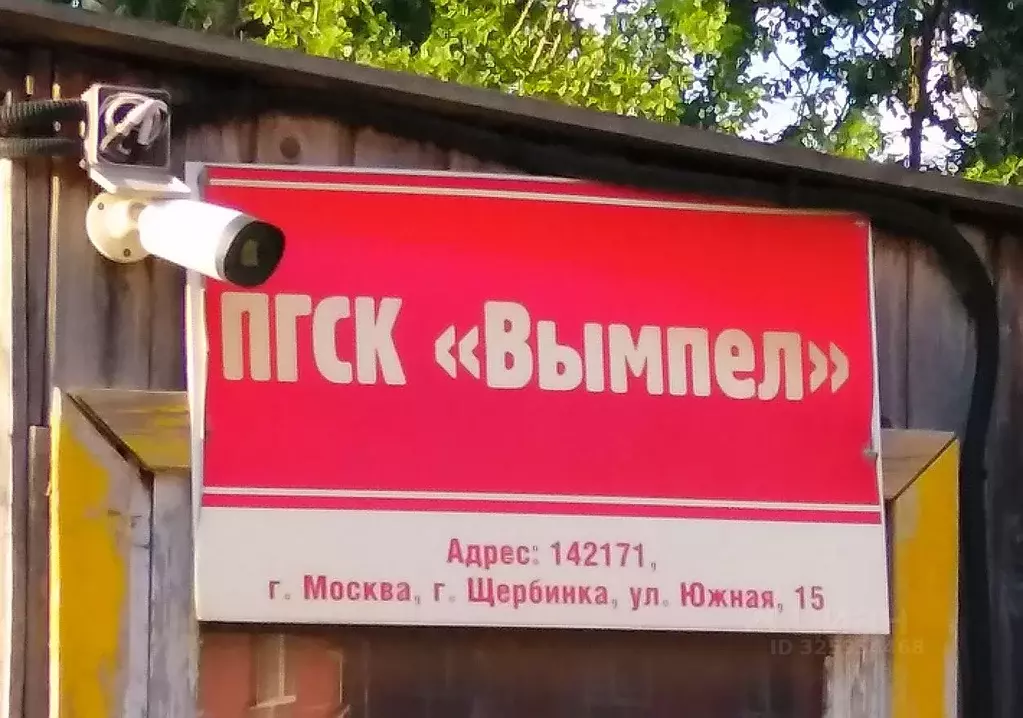 ПГСК «Вымпел»
Адрес: 142171,
г. Москва, г. Щербинка, ул. Южная, 15